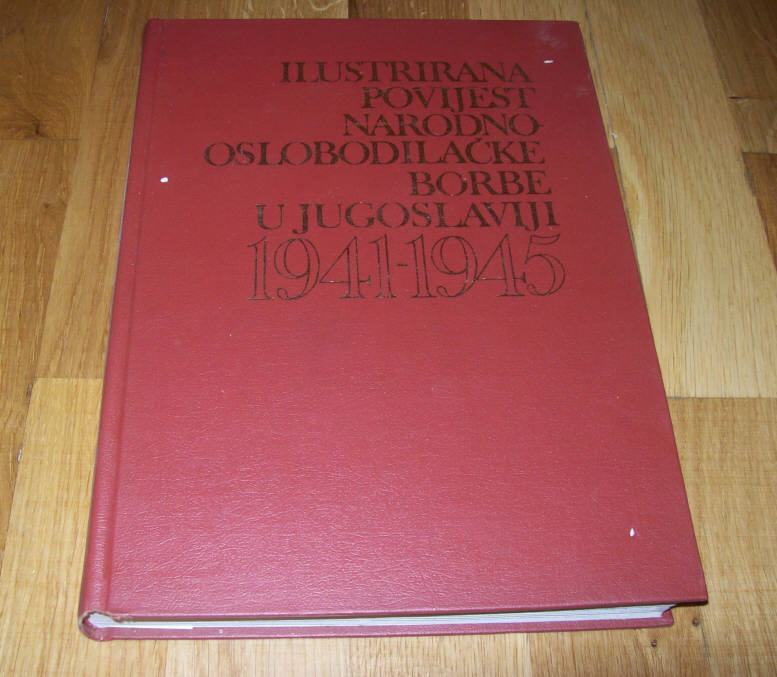 ILUSTRIRANA
POVIJEST
NARODNO-
OSLOBODILAČKE
BORBE
U JUGOSLAVIJI
1941-1945